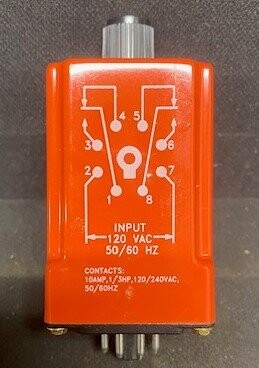 4 5
3 6
2 7
1 8
INPUT
120 VAC
50/60 HZ
CONTACTS:
10AMP,1/3HP,120/240VAC,
50/60HZ